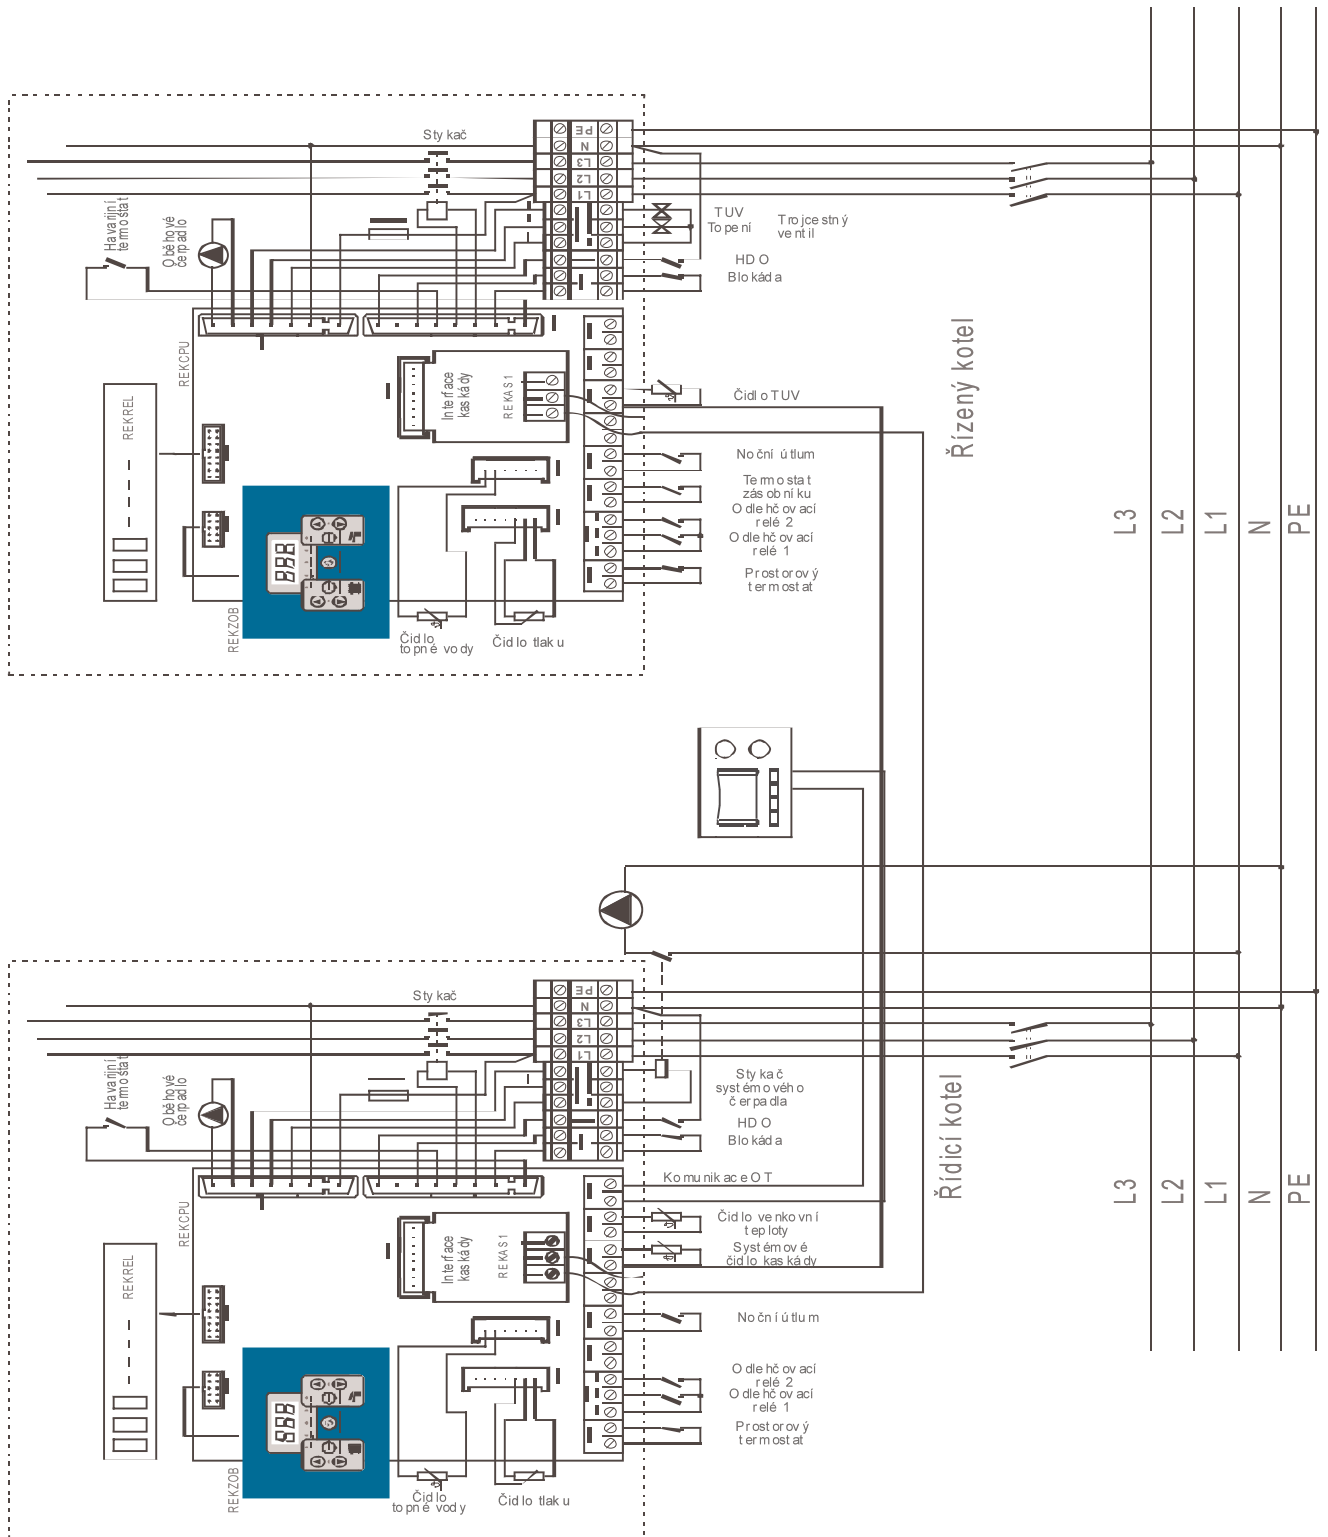 Stykač
PE
N
L3
L2
L1
TUV
Topení
Trojcestný
ventil
HDO
Blokáda
Havarijní
termostat
Oběhové
čerpadlo
REKCPU
REKREL
Interface
kaskády
REKAS1
Čidlo TUV
Noční útlum
Termostat
zásobníku
Odlehčovací
relé 2
Odlehčovací
relé 1
Prostorový
termostat
REKZOB
Čidlo
topné vody
Čidlo tlaku
Řízený kotel
L3
L2
L1
N
PE
Stykač
PE
N
L3
L2
L1
Stykač
systémového
čerpadla
HDO
Blokáda
Havarijní
termostat
Oběhové
čerpadlo
Komunikace OT
Čidlo venkovní
teploty
Systémové
čidlo kaskády
REKCPU
REKREL
Interface
kaskády
REKAS1
Noční útlum
Odlehčovací
relé 2
Odlehčovací
relé 1
Prostorový
termostat
REKZOB
Čidlo
topné vody
Čidlo tlaku
Řídicí kotel
L3
L2
L1
N
PE